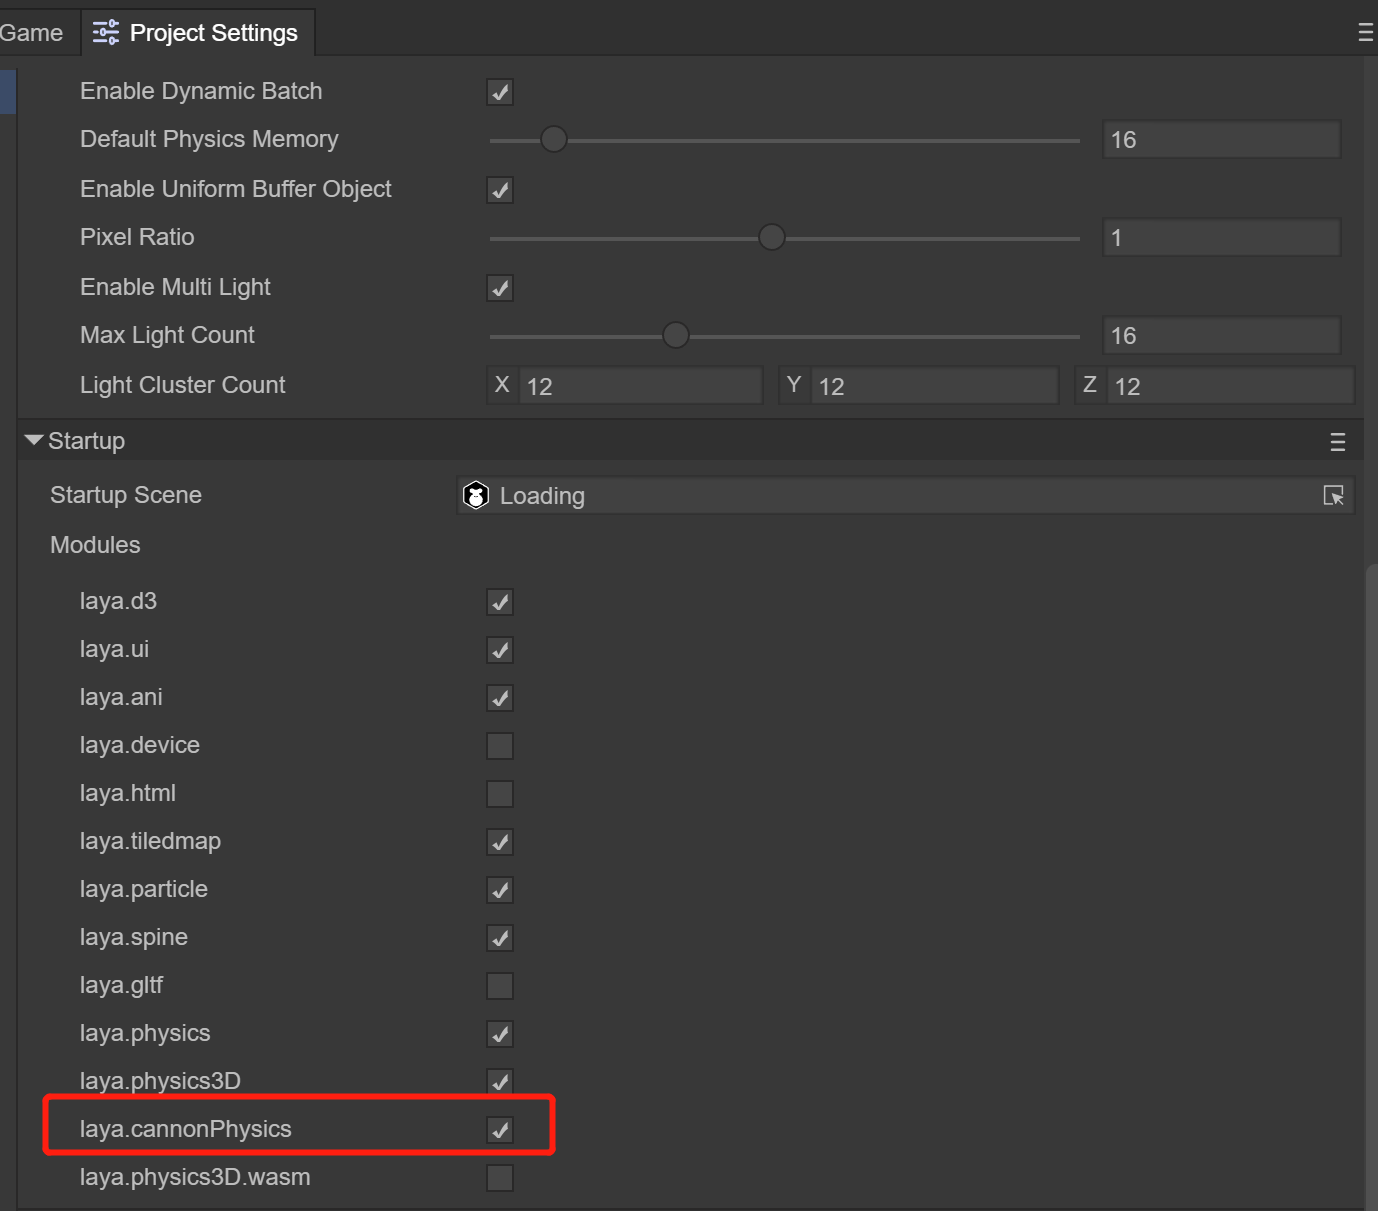 Game Project Settings
Enable Dynamic Batch
Default Physics Memory 16
Enable Uniform Buffer Object
Pixel Ratio 1
Enable Multi Light
Max Light Count 16
Light Cluster Count X 12 Y 12 Z 12
Startup
Startup Scene Loading
Modules
laya.d3
laya.ui
laya.ani
laya.device
laya.html
laya.tiledmap
laya.particle
laya.spine
laya.gltf
laya.physics
laya.physics3D
laya.cannonPhysics
laya.physics3D.wasm